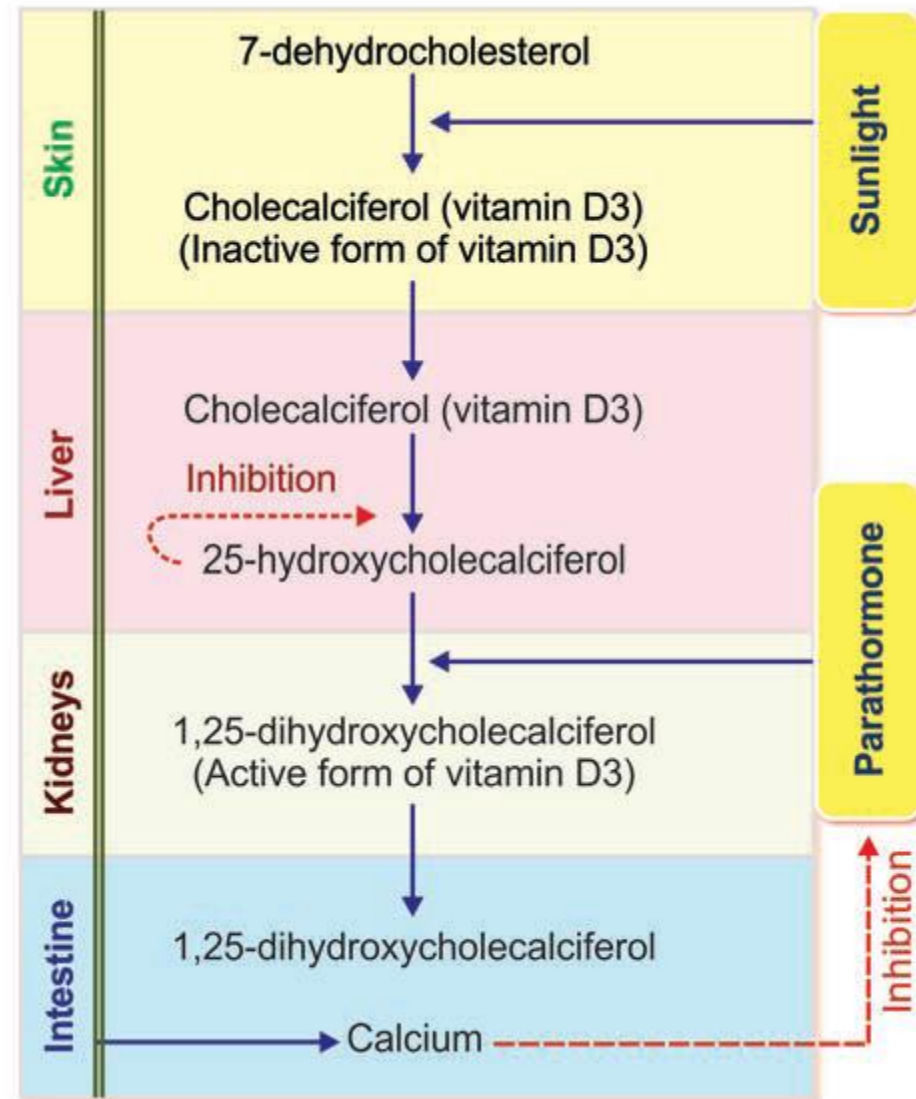 7-dehydrocholesterol
Skin
Sunlight
Cholecalciferol (vitamin D3)
(Inactive form of vitamin D3)
Cholecalciferol (vitamin D3)
Liver
Inhibition
25-hydroxycholecalciferol
Parathormone
Kidneys
1,25-dihydroxycholecalciferol
(Active form of vitamin D3)
Inhibition
Intestine
1,25-dihydroxycholecalciferol
Calcium